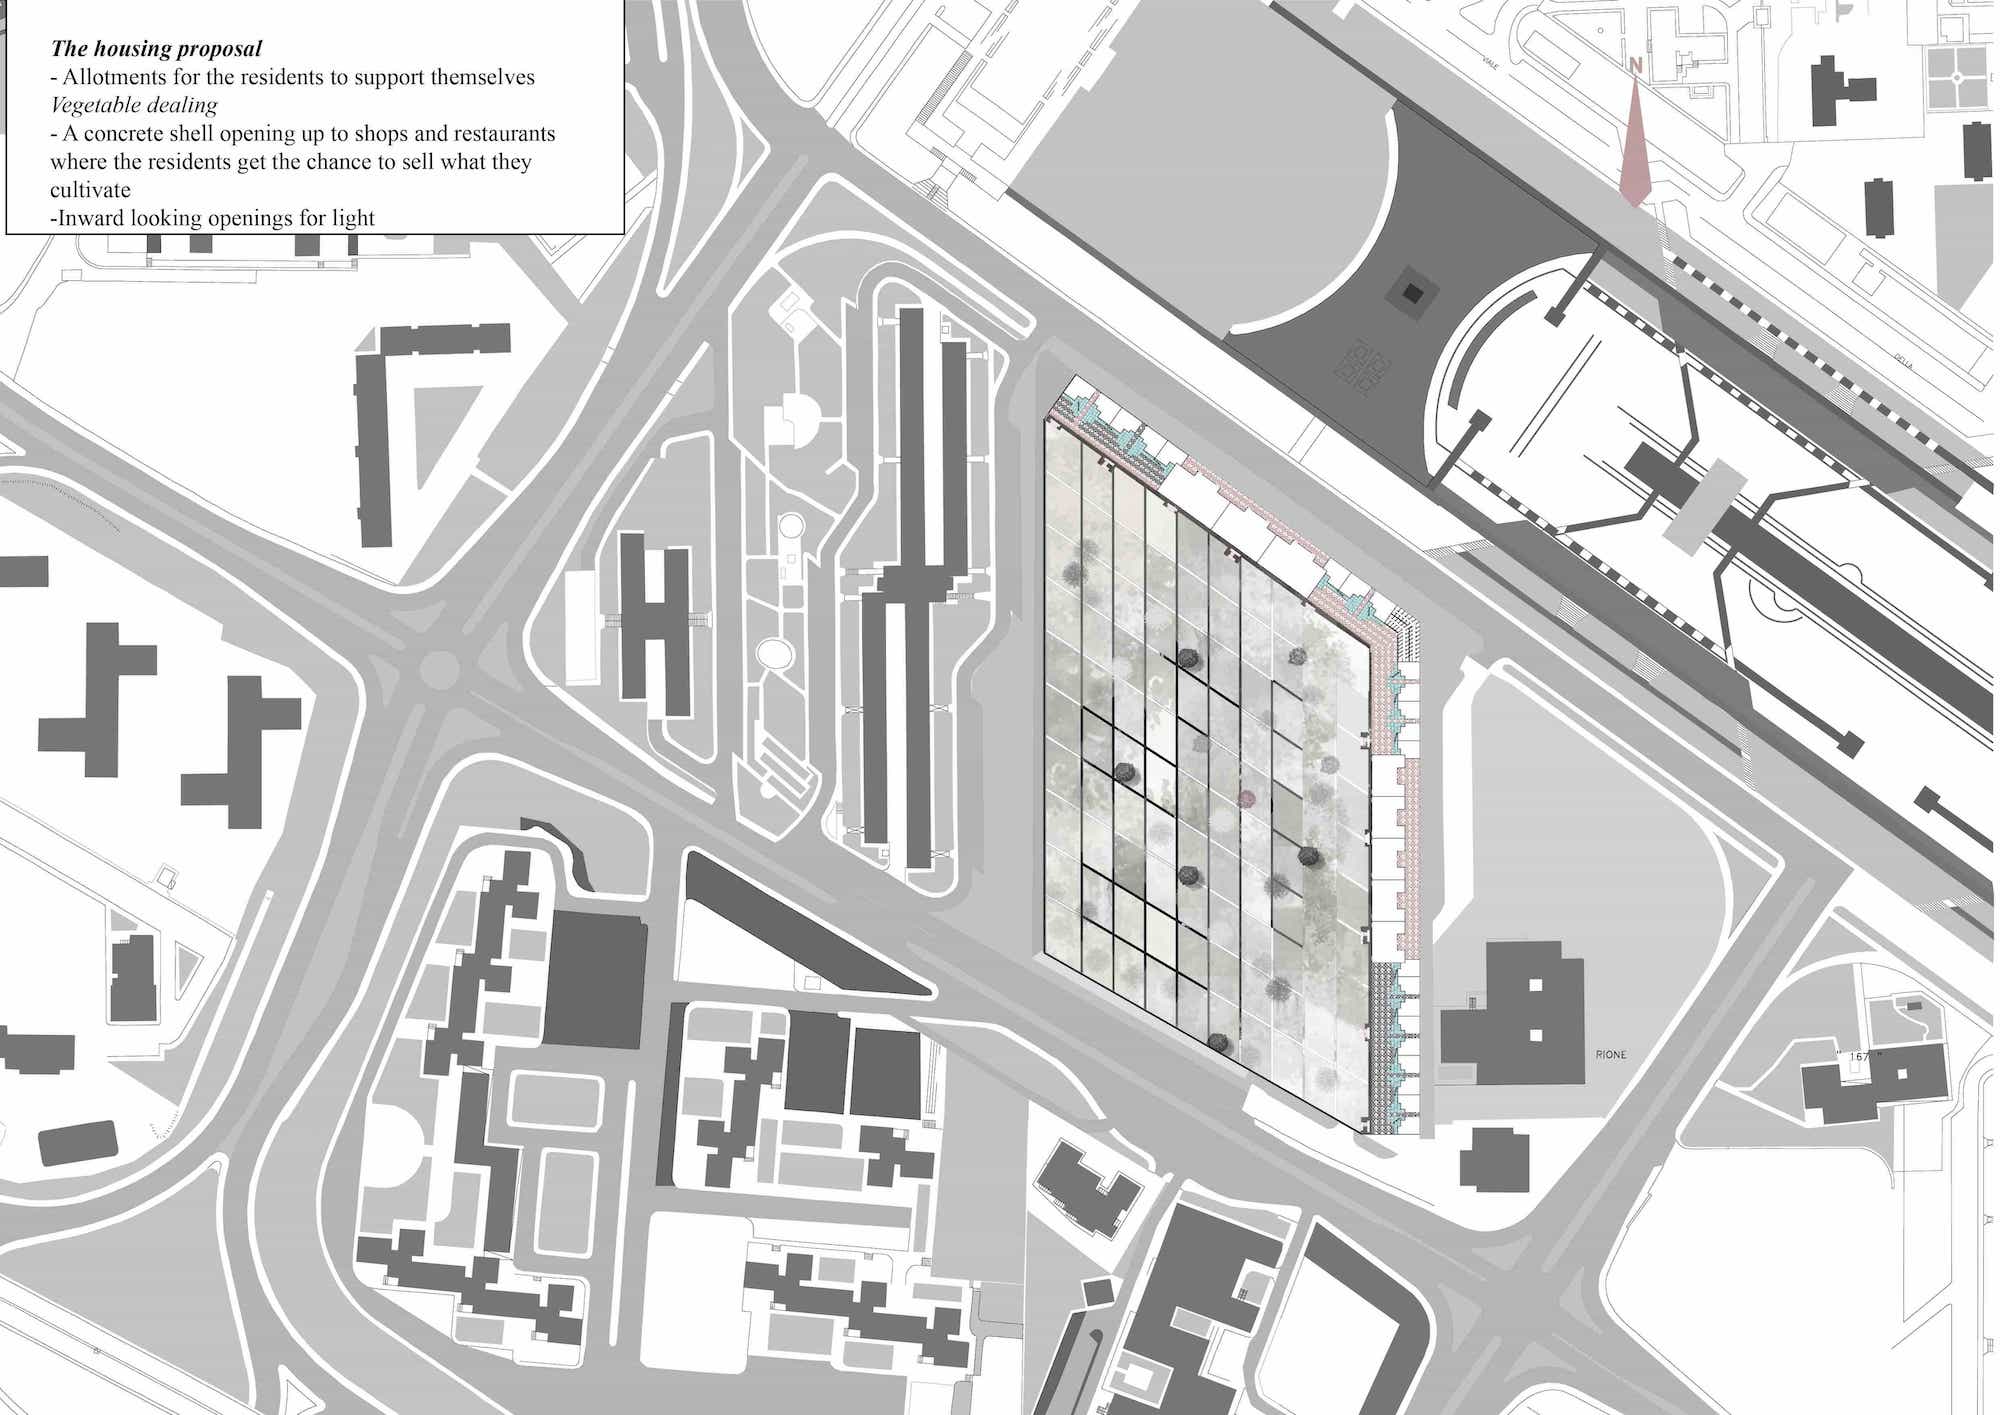 The housing proposal
- Allotments for the residents to support themselves
Vegetable dealing
- A concrete shell opening up to shops and restaurants
where the residents get the chance to sell what they
cultivate
-Inward looking openings for light
N
VIALE
DELLA
RIONE
" 167 "